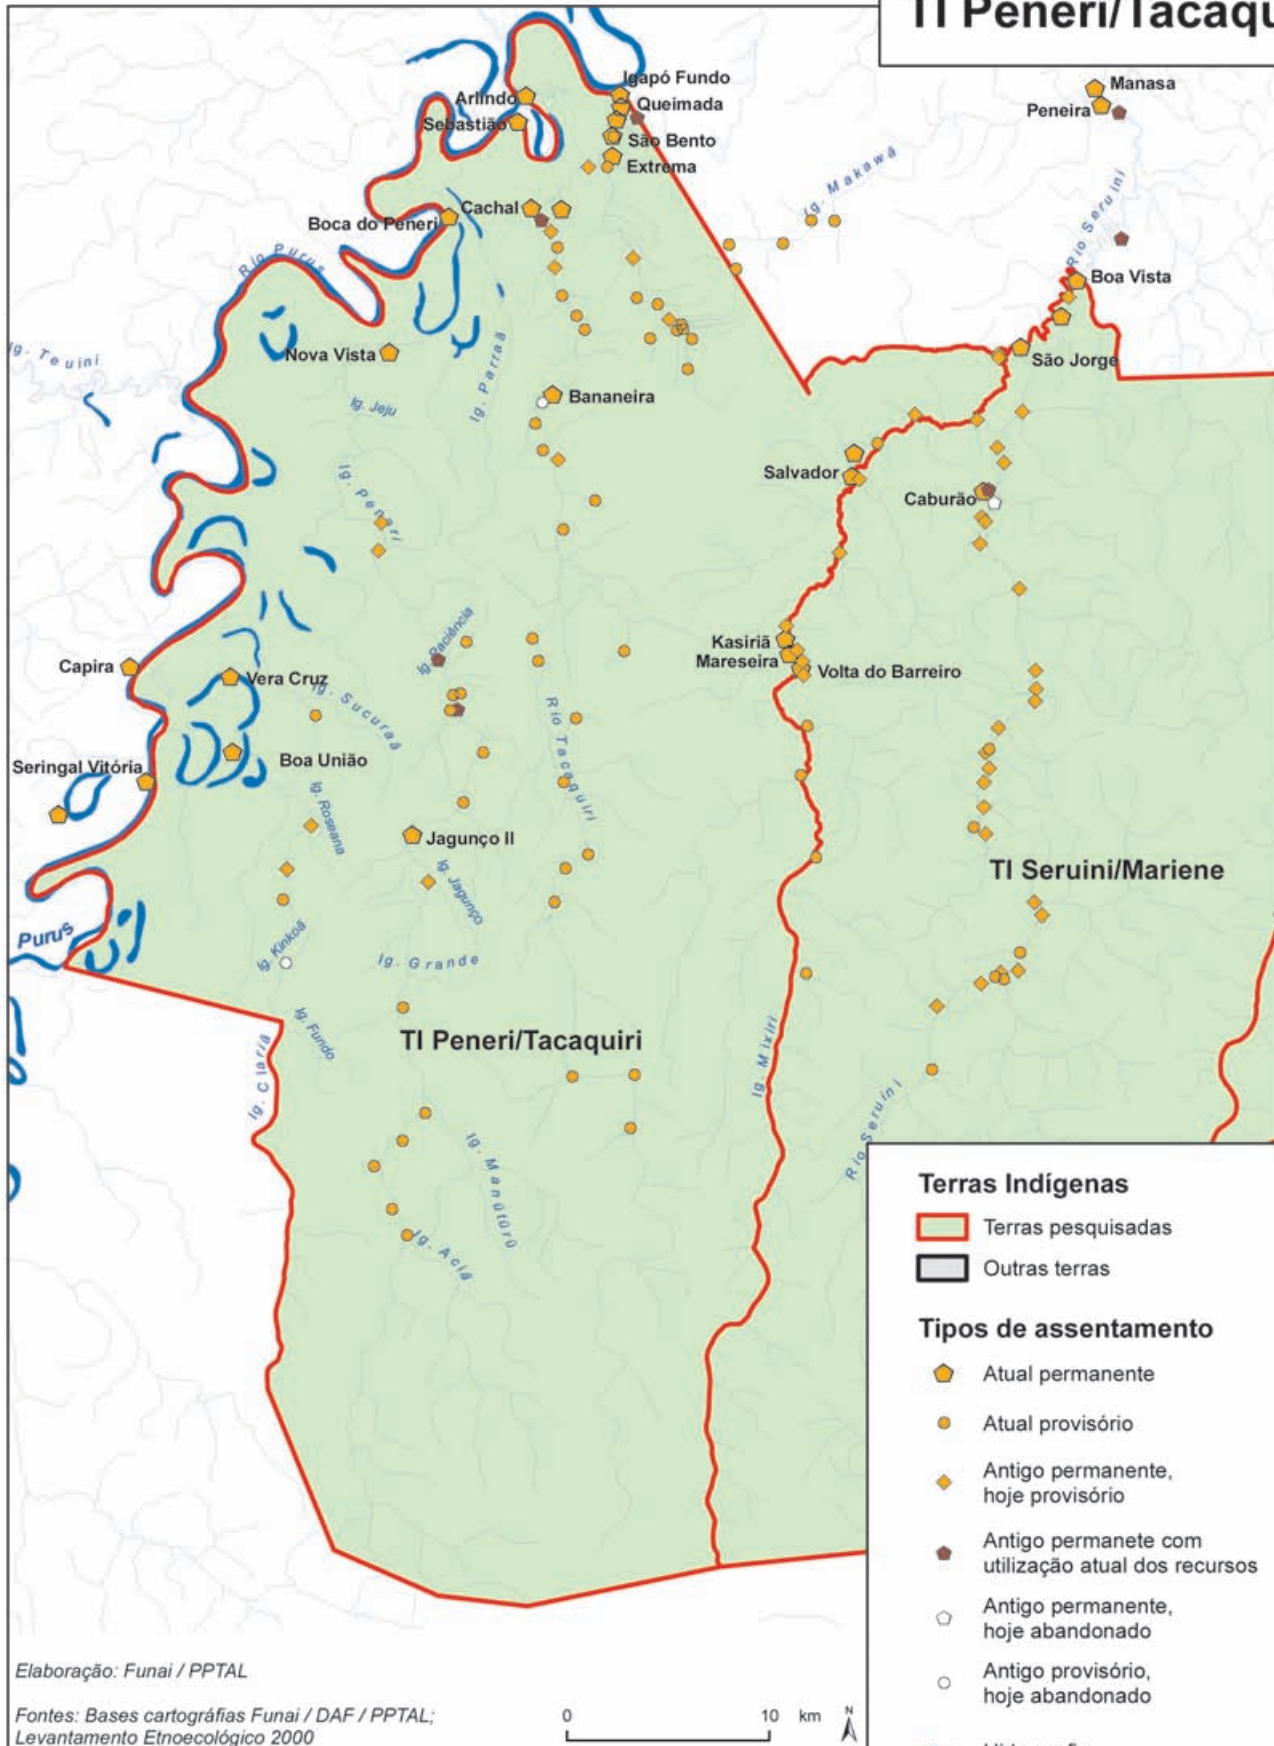 TI Peneri/Tacaqu
Manasa
Peneira
Igapó Fundo
Arlindo
Queimada
Sebastião
São Bento
Extrema
Ig. Makawã
Cachal
Boca do Peneri
Rio Seruini
Rio Purus
Boa Vista
Ig. Teuini
Nova Vista
São Jorge
Ig. Parraã
Bananeira
Ig. Jeju
Salvador
Ig. Peneri
Caburão
Ig. Paciência
Kasiriã
Mareseira
Volta do Barreiro
Capira
Vera Cruz
Ig. Sucuraã
Rio Tacaquiri
Boa União
Seringal Vitória
Ig. Roseana
Jagunço II
Ig. Jagunço
TI Seruini/Mariene
Purus
Ig. Kinkoã
Ig. Grande
Ig. Fundo
TI Peneri/Tacaquiri
Ig. Ciariã
Ig. Mixiri
Rio Seruini
Ig. Manûtûrû
Ig. Aciã
Terras Indígenas
Terras pesquisadas
Outras terras
Tipos de assentamento
Atual permanente
Atual provisório
Antigo permanente,
hoje provisório
Antigo permanete com
utilização atual dos recursos
Antigo permanente,
hoje abandonado
Antigo provisório,
hoje abandonado
Elaboração: Funai / PPTAL
Fontes: Bases cartográfias Funai / DAF / PPTAL;
Levantamento Etnoecológico 2000
0 10 km N